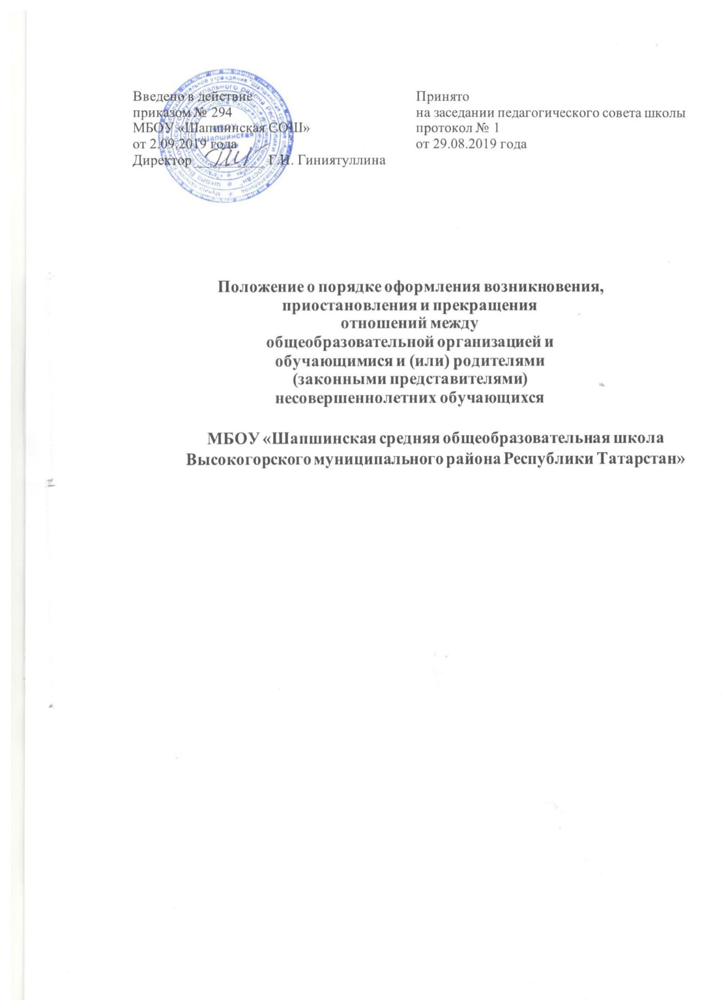 Введено в действие
приказом № 294
МБОУ «Шапшинская СОШ»
от 2.09.2019 года
Директор __________ Г.И. Гиниятуллина
Принято
на заседании педагогического совета школы
протокол № 1
от 29.08.2019 года
Положение о порядке оформления возникновения,
приостановления и прекращения
отношений между
общеобразовательной организацией и
обучающимися и (или) родителями
(законными представителями)
несовершеннолетних обучающихся
МБОУ «Шапшинская средняя общеобразовательная школа
Высокогорского муниципального района Республики Татарстан»